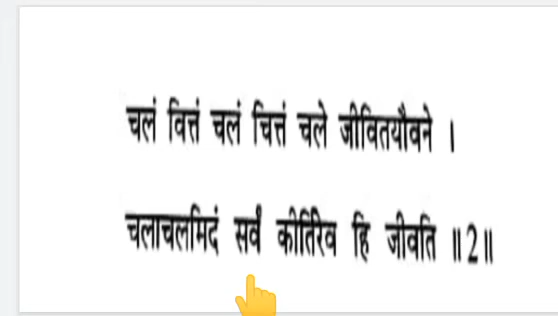 चलं वित्तं चलं चित्तं चले जीवितयौवने ।
चलाचलमिदं सर्वं कीर्तिरेव हि जीवति ॥2॥